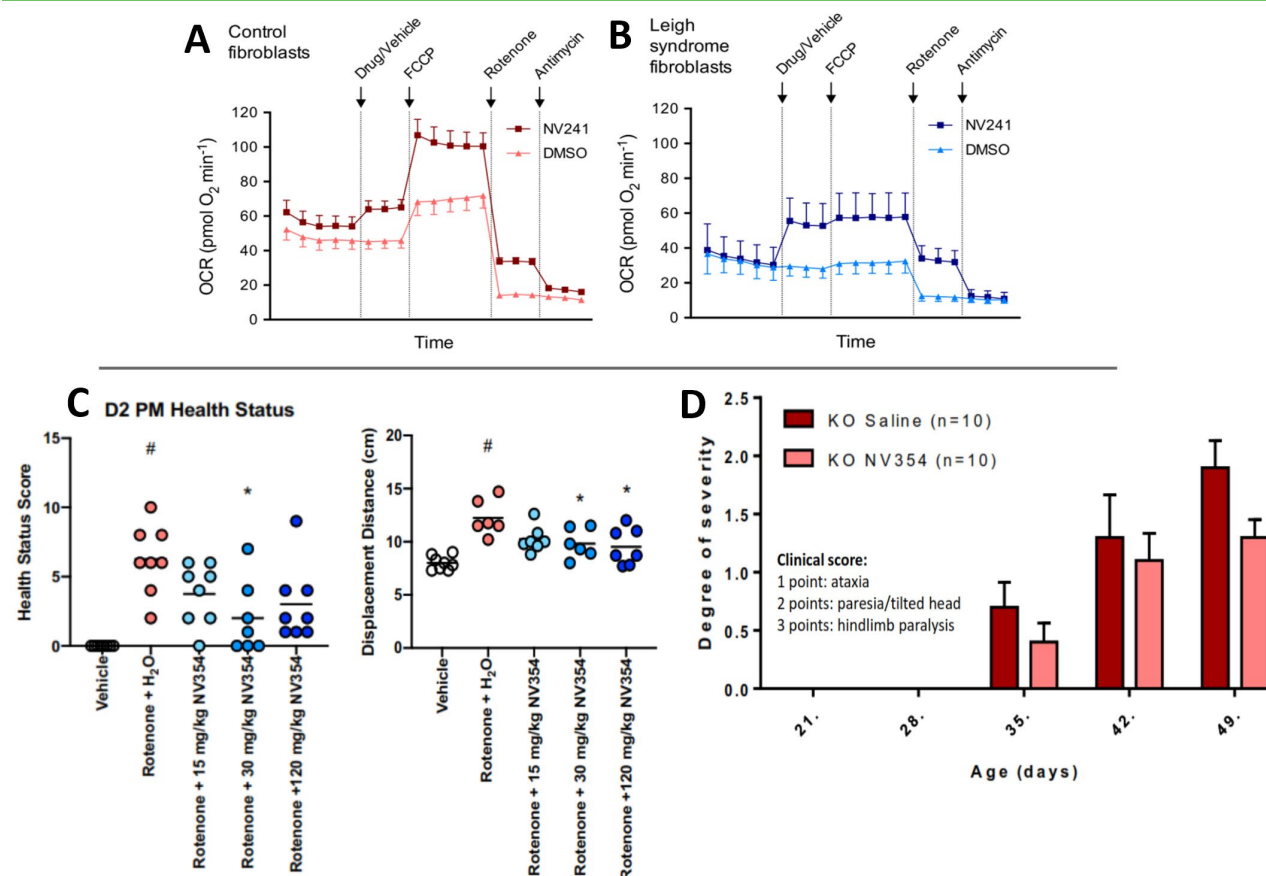 A
Control
fibroblasts
Drug/Vehicle
FCCP
Rotenone
Antimycin
120
100
80
60
40
20
0
OCR (pmol O2 min-1)
NV241
DMSO
Time
B
Leigh
syndrome
fibroblasts
Drug/Vehicle
FCCP
Rotenone
Antimycin
120
100
80
60
40
20
0
OCR (pmol O2 min-1)
NV241
DMSO
Time
C
D2 PM Health Status
#
*
15
10
5
0
Health Status Score
Vehicle
Rotenone + H2O
Rotenone + 15 mg/kg NV354
Rotenone + 30 mg/kg NV354
Rotenone +120 mg/kg NV354
#
*
*
20
15
10
5
0
Displacement Distance (cm)
Vehicle
Rotenone + H2O
Rotenone + 15 mg/kg NV354
Rotenone + 30 mg/kg NV354
Rotenone +120 mg/kg NV354
D
2.5
2.0
1.5
1.0
0.5
0.0
Degree of severity
KO Saline (n=10)
KO NV354 (n=10)
Clinical score:
1 point: ataxia
2 points: paresia/tilted head
3 points: hindlimb paralysis
21.
28.
35.
42.
49.
Age (days)